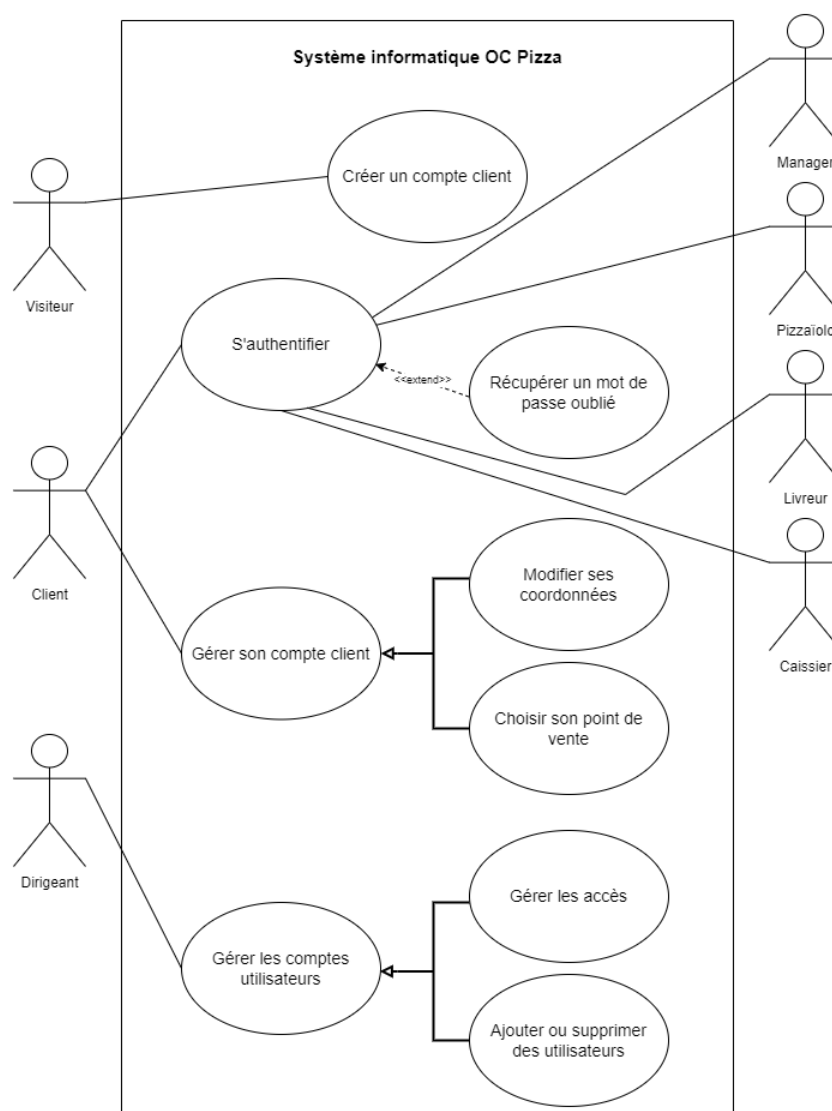 Système informatique OC Pizza
Manager
Créer un compte client
Visiteur
Pizzaïolo
S'authentifier
<<extend>>
Récupérer un mot de
passe oublié
Livreur
Client
Modifier ses
coordonnées
Gérer son compte client
Caissier
Choisir son point de
vente
Dirigeant
Gérer les accès
Gérer les comptes
utilisateurs
Ajouter ou supprimer
des utilisateurs